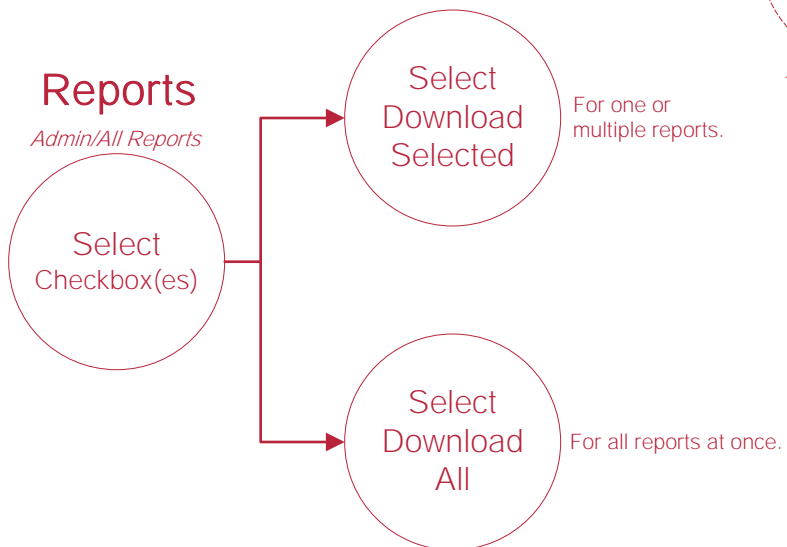 Reports
Admin/All Reports
Select
Checkbox(es)
Select
Download
Selected
For one or
multiple reports.
Select
Download
All
For all reports at once.